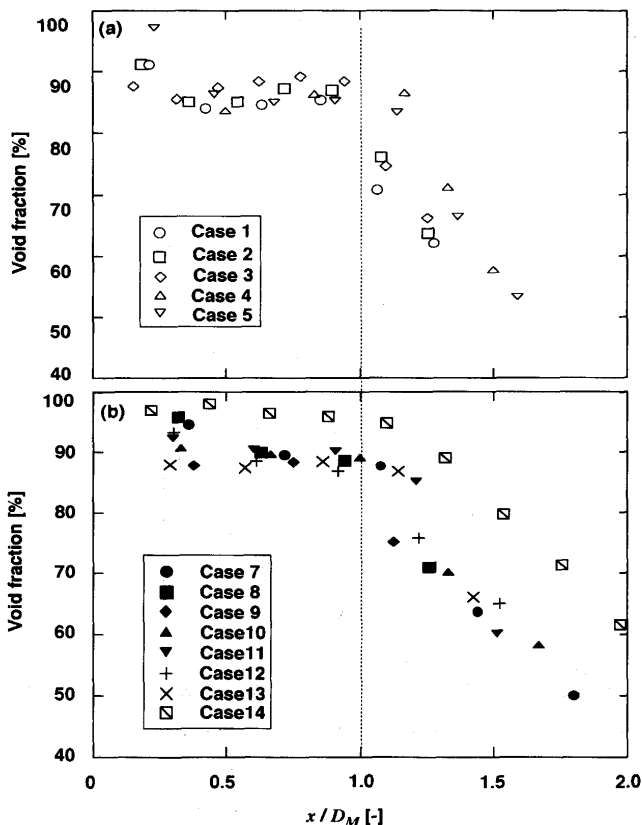 100
(a)
90
80
70
60
50
40
Void fraction [%]
Case 1
Case 2
Case 3
Case 4
Case 5
100
(b)
90
80
70
60
50
40
Void fraction [%]
Case 7
Case 8
Case 9
Case10
Case11
Case12
Case13
Case14
0 0.5 1.0 1.5 2.0
x / D_M [-]